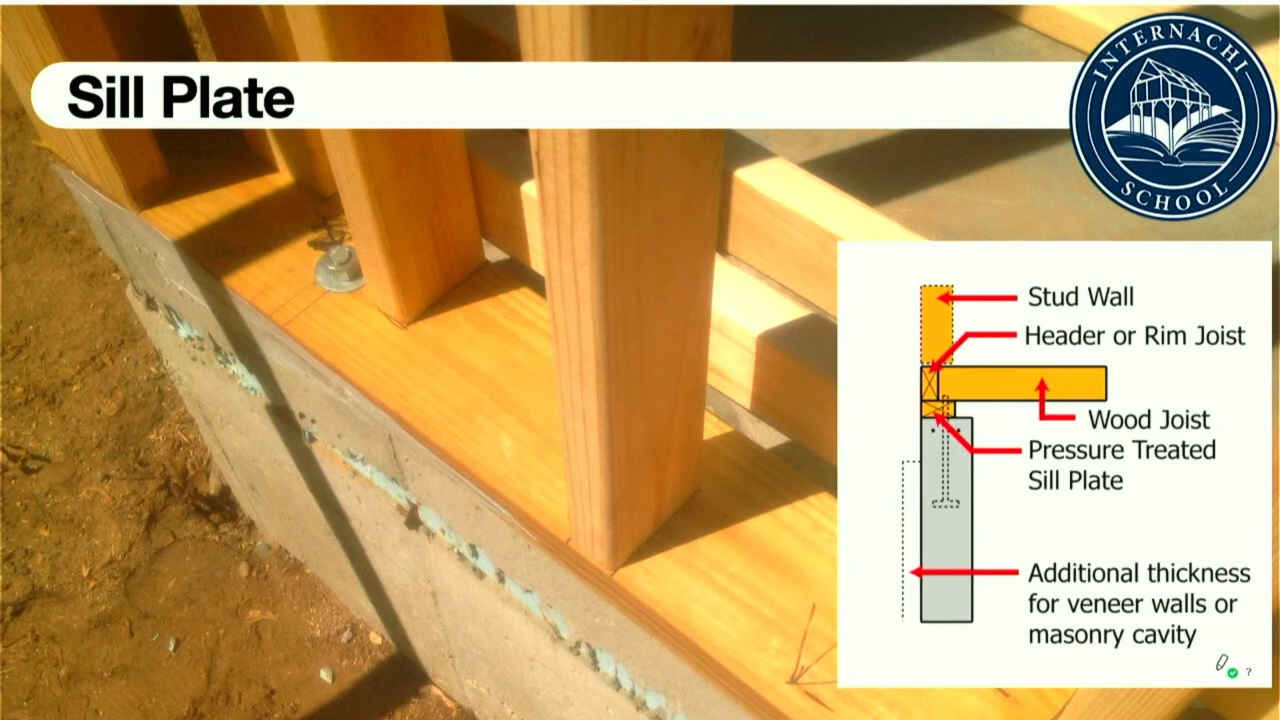 Sill Plate
INTERNACHI
SCHOOL
Stud Wall
Header or Rim Joist
Wood Joist
Pressure Treated
Sill Plate
Additional thickness
for veneer walls or
masonry cavity
?